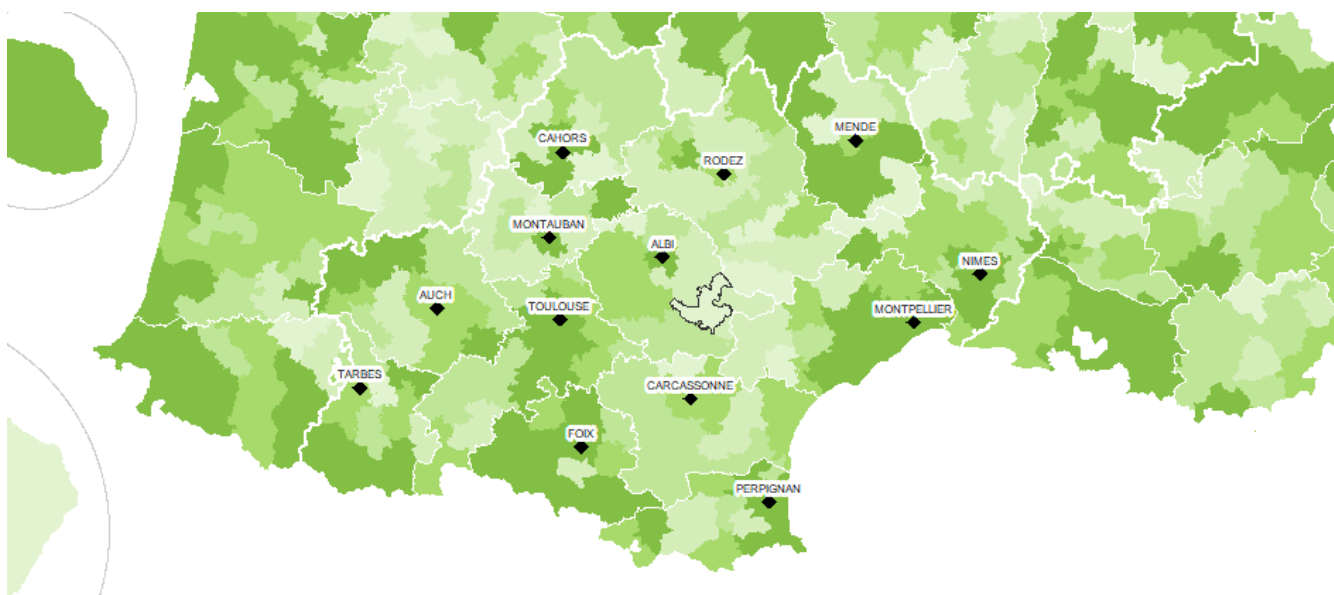 MENDE
CAHORS
RODEZ
MONTAUBAN
ALBI
NIMES
AUCH
TOULOUSE
MONTPELLIER
TARBES
CARCASSONNE
FOIX
PERPIGNAN